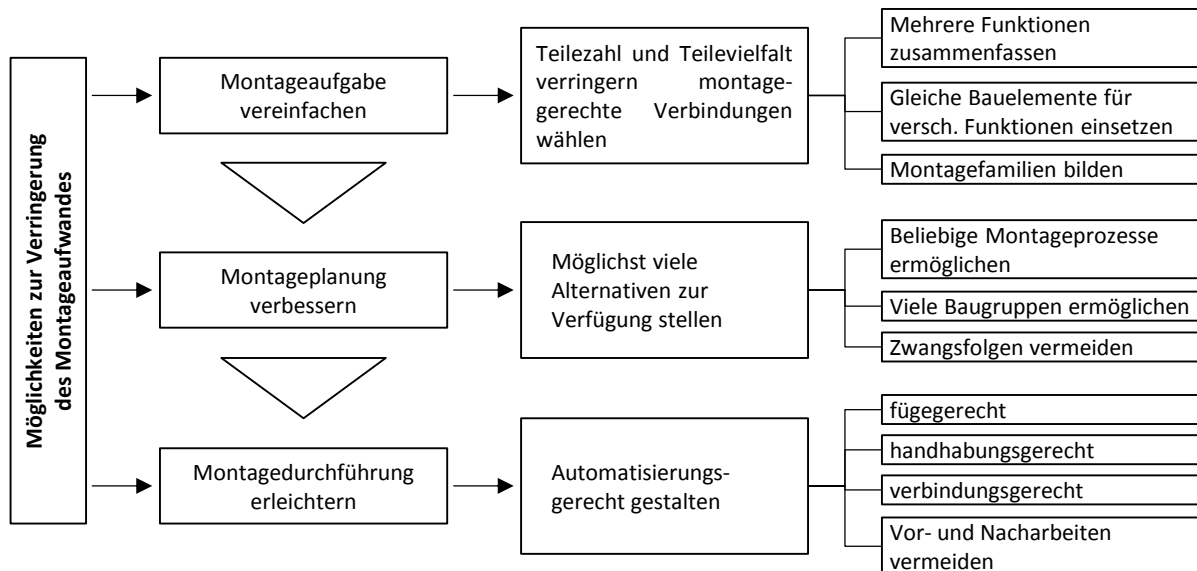 Möglichkeiten zur Verringerung
des Montageaufwandes
Montageaufgabe
vereinfachen
Teilezahl und Teilevielfalt
verringern montage-
gerechte Verbindungen
wählen
Mehrere Funktionen
zusammenfassen
Gleiche Bauelemente für
versch. Funktionen einsetzen
Montagefamilien bilden
Montageplanung
verbessern
Möglichst viele
Alternativen zur
Verfügung stellen
Beliebige Montageprozesse
ermöglichen
Viele Baugruppen ermöglichen
Zwangsfolgen vermeiden
Montagedurchführung
erleichtern
Automatisierungs-
gerecht gestalten
fügegerecht
handhabungsgerecht
verbindungsgerecht
Vor- und Nacharbeiten
vermeiden